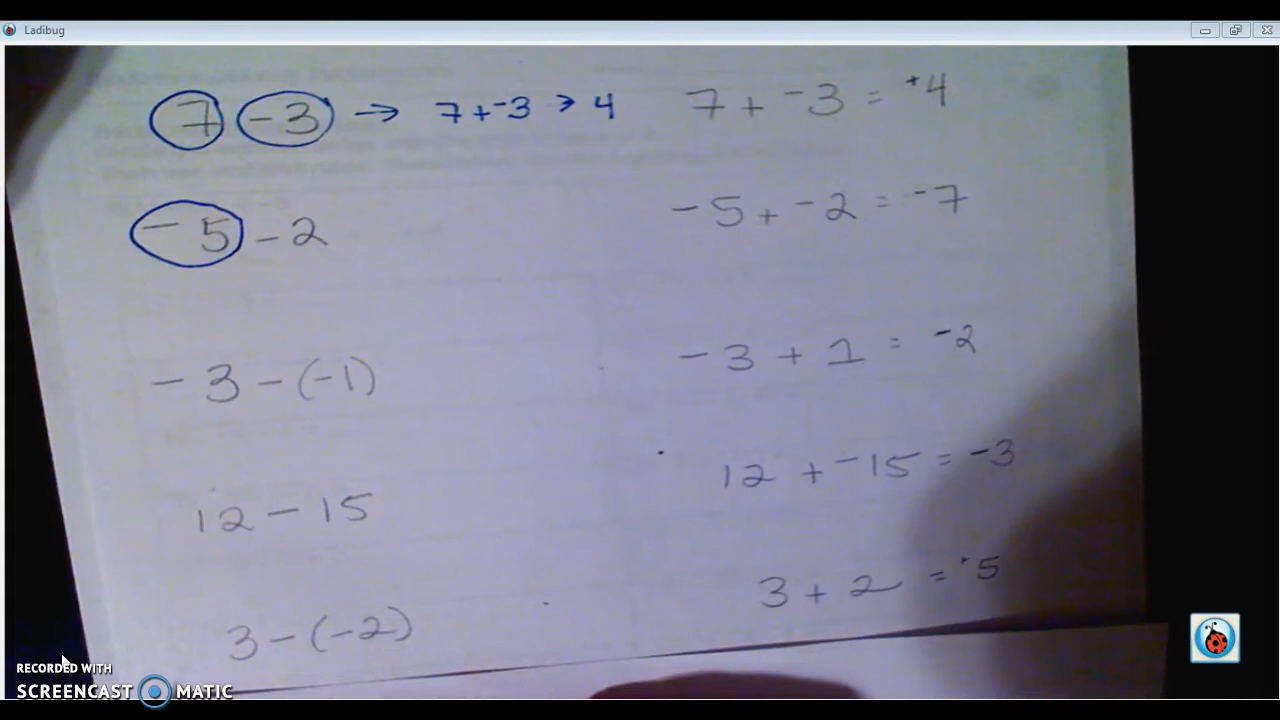 Ladibug
7 -3 → 7 + -3 → 4 7 + -3 = +4
-5 - 2 -5 + -2 = -7
-3 - (-1) -3 + 1 = -2
12 - 15 12 + -15 = -3
3 - (-2) 3 + 2 = +5
RECORDED WITH
SCREENCAST MATIC